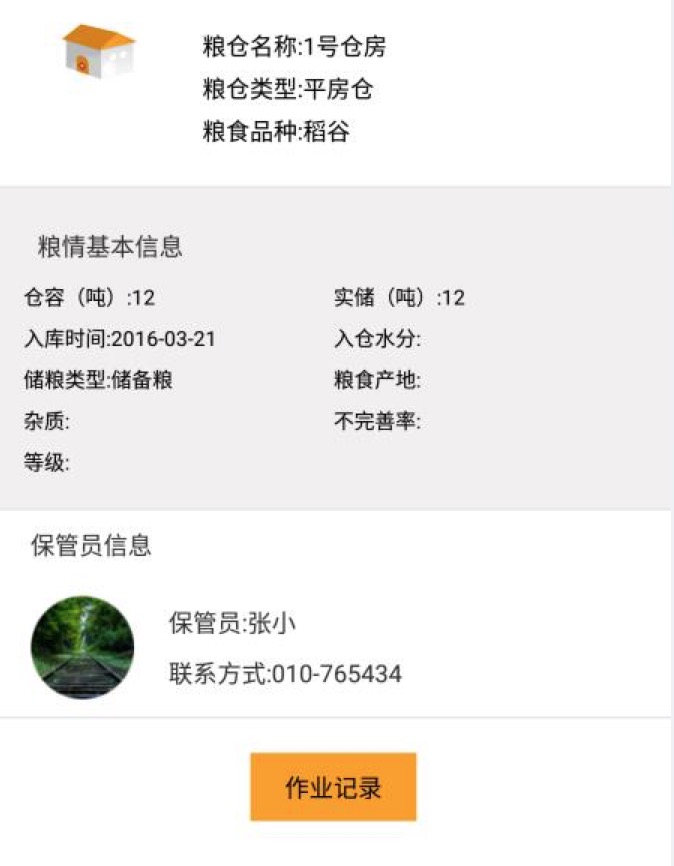 粮仓名称:1号仓房
粮仓类型:平房仓
粮食品种:稻谷
粮情基本信息
仓容（吨）:12 实储（吨）:12
入库时间:2016-03-21 入仓水分:
储粮类型:储备粮 粮食产地:
杂质: 不完善率:
等级:
保管员信息
保管员:张小
联系方式:010-765434
作业记录